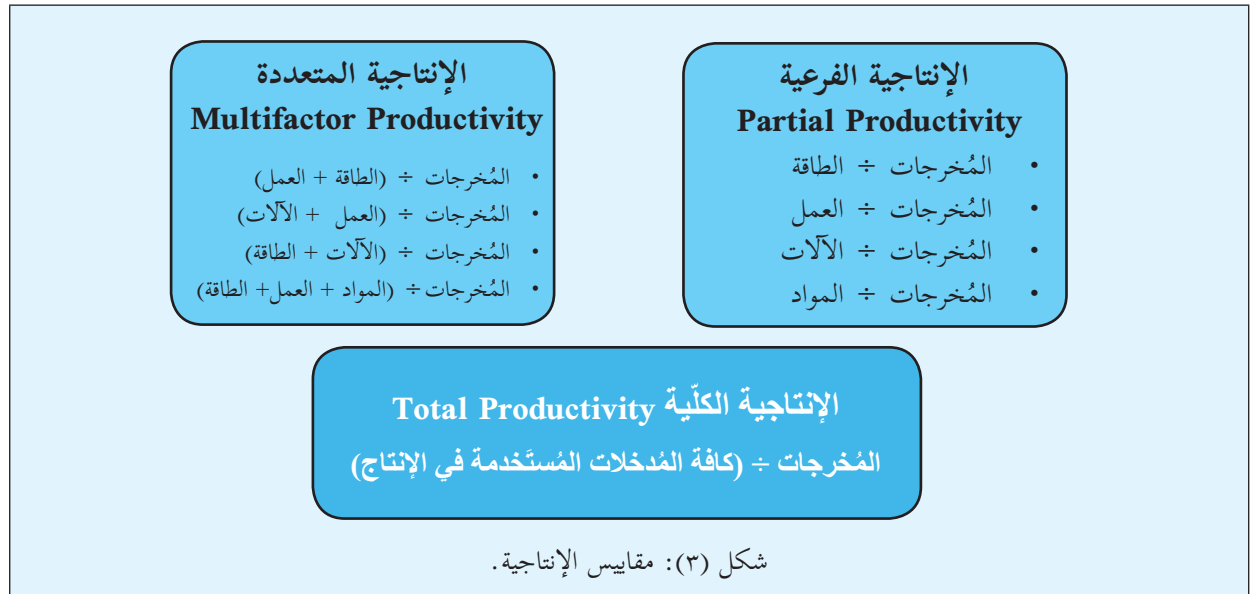 الإنتاجية الفرعية
Partial Productivity
• المُخرجات ÷ الطاقة
• المُخرجات ÷ العمل
• المُخرجات ÷ الآلات
• المُخرجات ÷ المواد
الإنتاجية المتعددة
Multifactor Productivity
• المُخرجات ÷ (الطاقة + العمل)
• المُخرجات ÷ (العمل + الآلات)
• المُخرجات ÷ (الآلات + الطاقة)
• المُخرجات÷ (المواد + العمل+ الطاقة)
الإنتاجية الكلّية Total Productivity
المُخرجات ÷ (كافة المُدخلات المُستَخدمة في الإنتاج)
شكل (٣): مقاييس الإنتاجية.